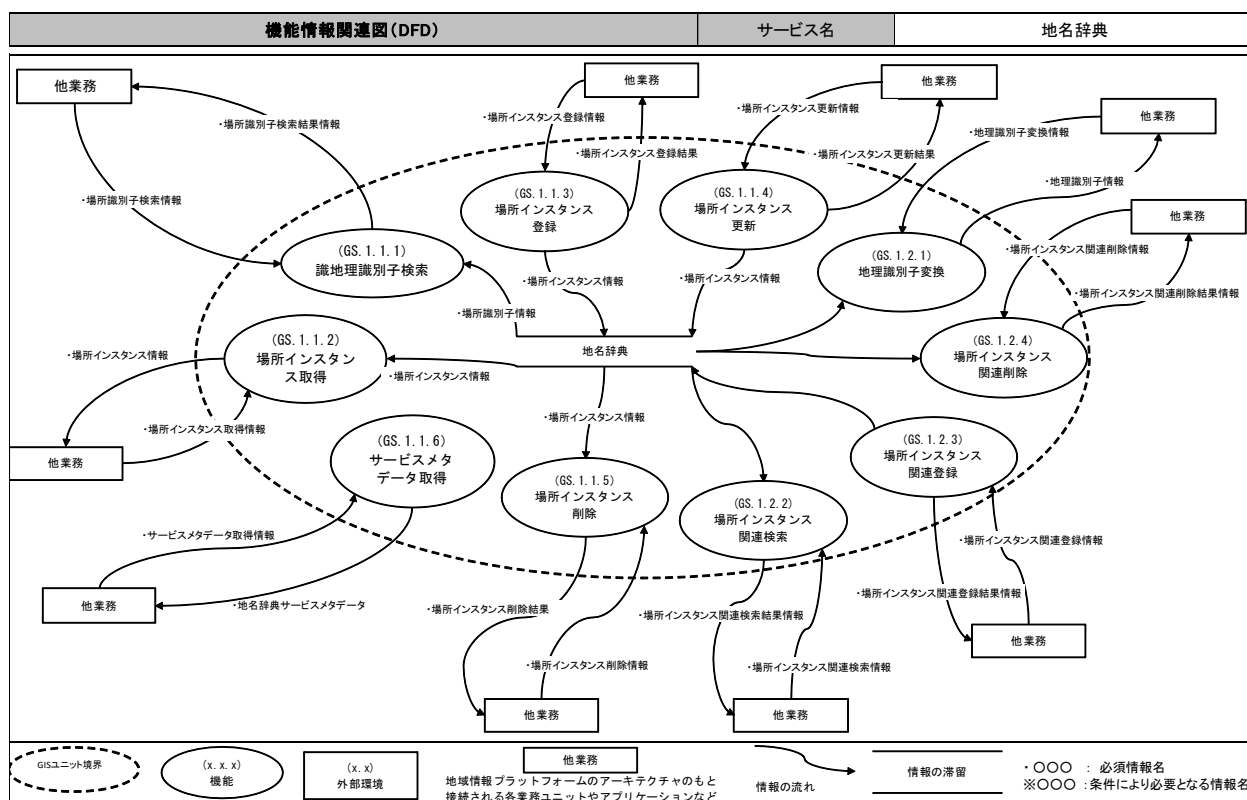 機能情報関連図(DFD)
サービス名
地名辞典
他業務
他業務
他業務
他業務
他業務
・場所識別子検索結果情報
・場所識別子検索情報
・場所インスタンス登録情報
・場所インスタンス登録結果
・場所インスタンス更新情報
・場所インスタンス更新結果
・地理識別子変換情報
・地理識別子情報
・場所インスタンス関連削除情報
・場所インスタンス関連削除結果情報
(GS.1.1.3)
場所インスタンス
登録
(GS.1.1.4)
場所インスタンス
更新
(GS.1.1.1)
識地理識別子検索
(GS.1.2.1)
地理識別子変換
・場所インスタンス情報
・場所インスタンス情報
・場所識別子情報
地名辞典
(GS.1.1.2)
場所インスタン
ス取得
(GS.1.2.4)
場所インスタンス
関連削除
・場所インスタンス情報
・場所インスタンス情報
・場所インスタンス取得情報
・場所インスタンス情報
他業務
(GS.1.1.6)
サービスメタ
データ取得
(GS.1.1.5)
場所インスタンス
削除
(GS.1.2.2)
場所インスタンス
関連検索
(GS.1.2.3)
場所インスタンス
関連登録
・サービスメタデータ取得情報
・地名辞典サービスメタデータ
他業務
・場所インスタンス削除結果
・場所インスタンス削除情報
・場所インスタンス関連検索結果情報
・場所インスタンス関連検索情報
・場所インスタンス関連登録情報
・場所インスタンス関連登録結果情報
他業務
他業務
他業務
GISユニット境界
(x.x.x)
機能
(x.x)
外部環境
他業務
地域情報プラットフォームのアーキテクチャのもと
接続される各業務ユニットやアプリケーションなど
情報の流れ
情報の滞留
・○○○ : 必須情報名
※○○○ :条件により必要となる情報名